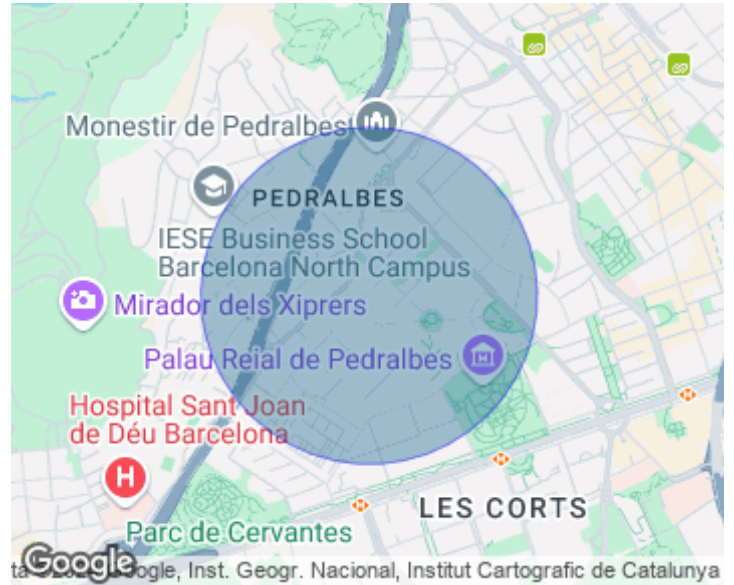 Monestir de Pedralbes
PEDRALBES
IESE Business School
Barcelona North Campus
Mirador dels Xiprers
Palau Reial de Pedralbes
Hospital Sant Joan
de Déu Barcelona
H
LES CORTS
Parc de Cervantes
Google
Google, Inst. Geogr. Nacional, Institut Cartografic de Catalunya